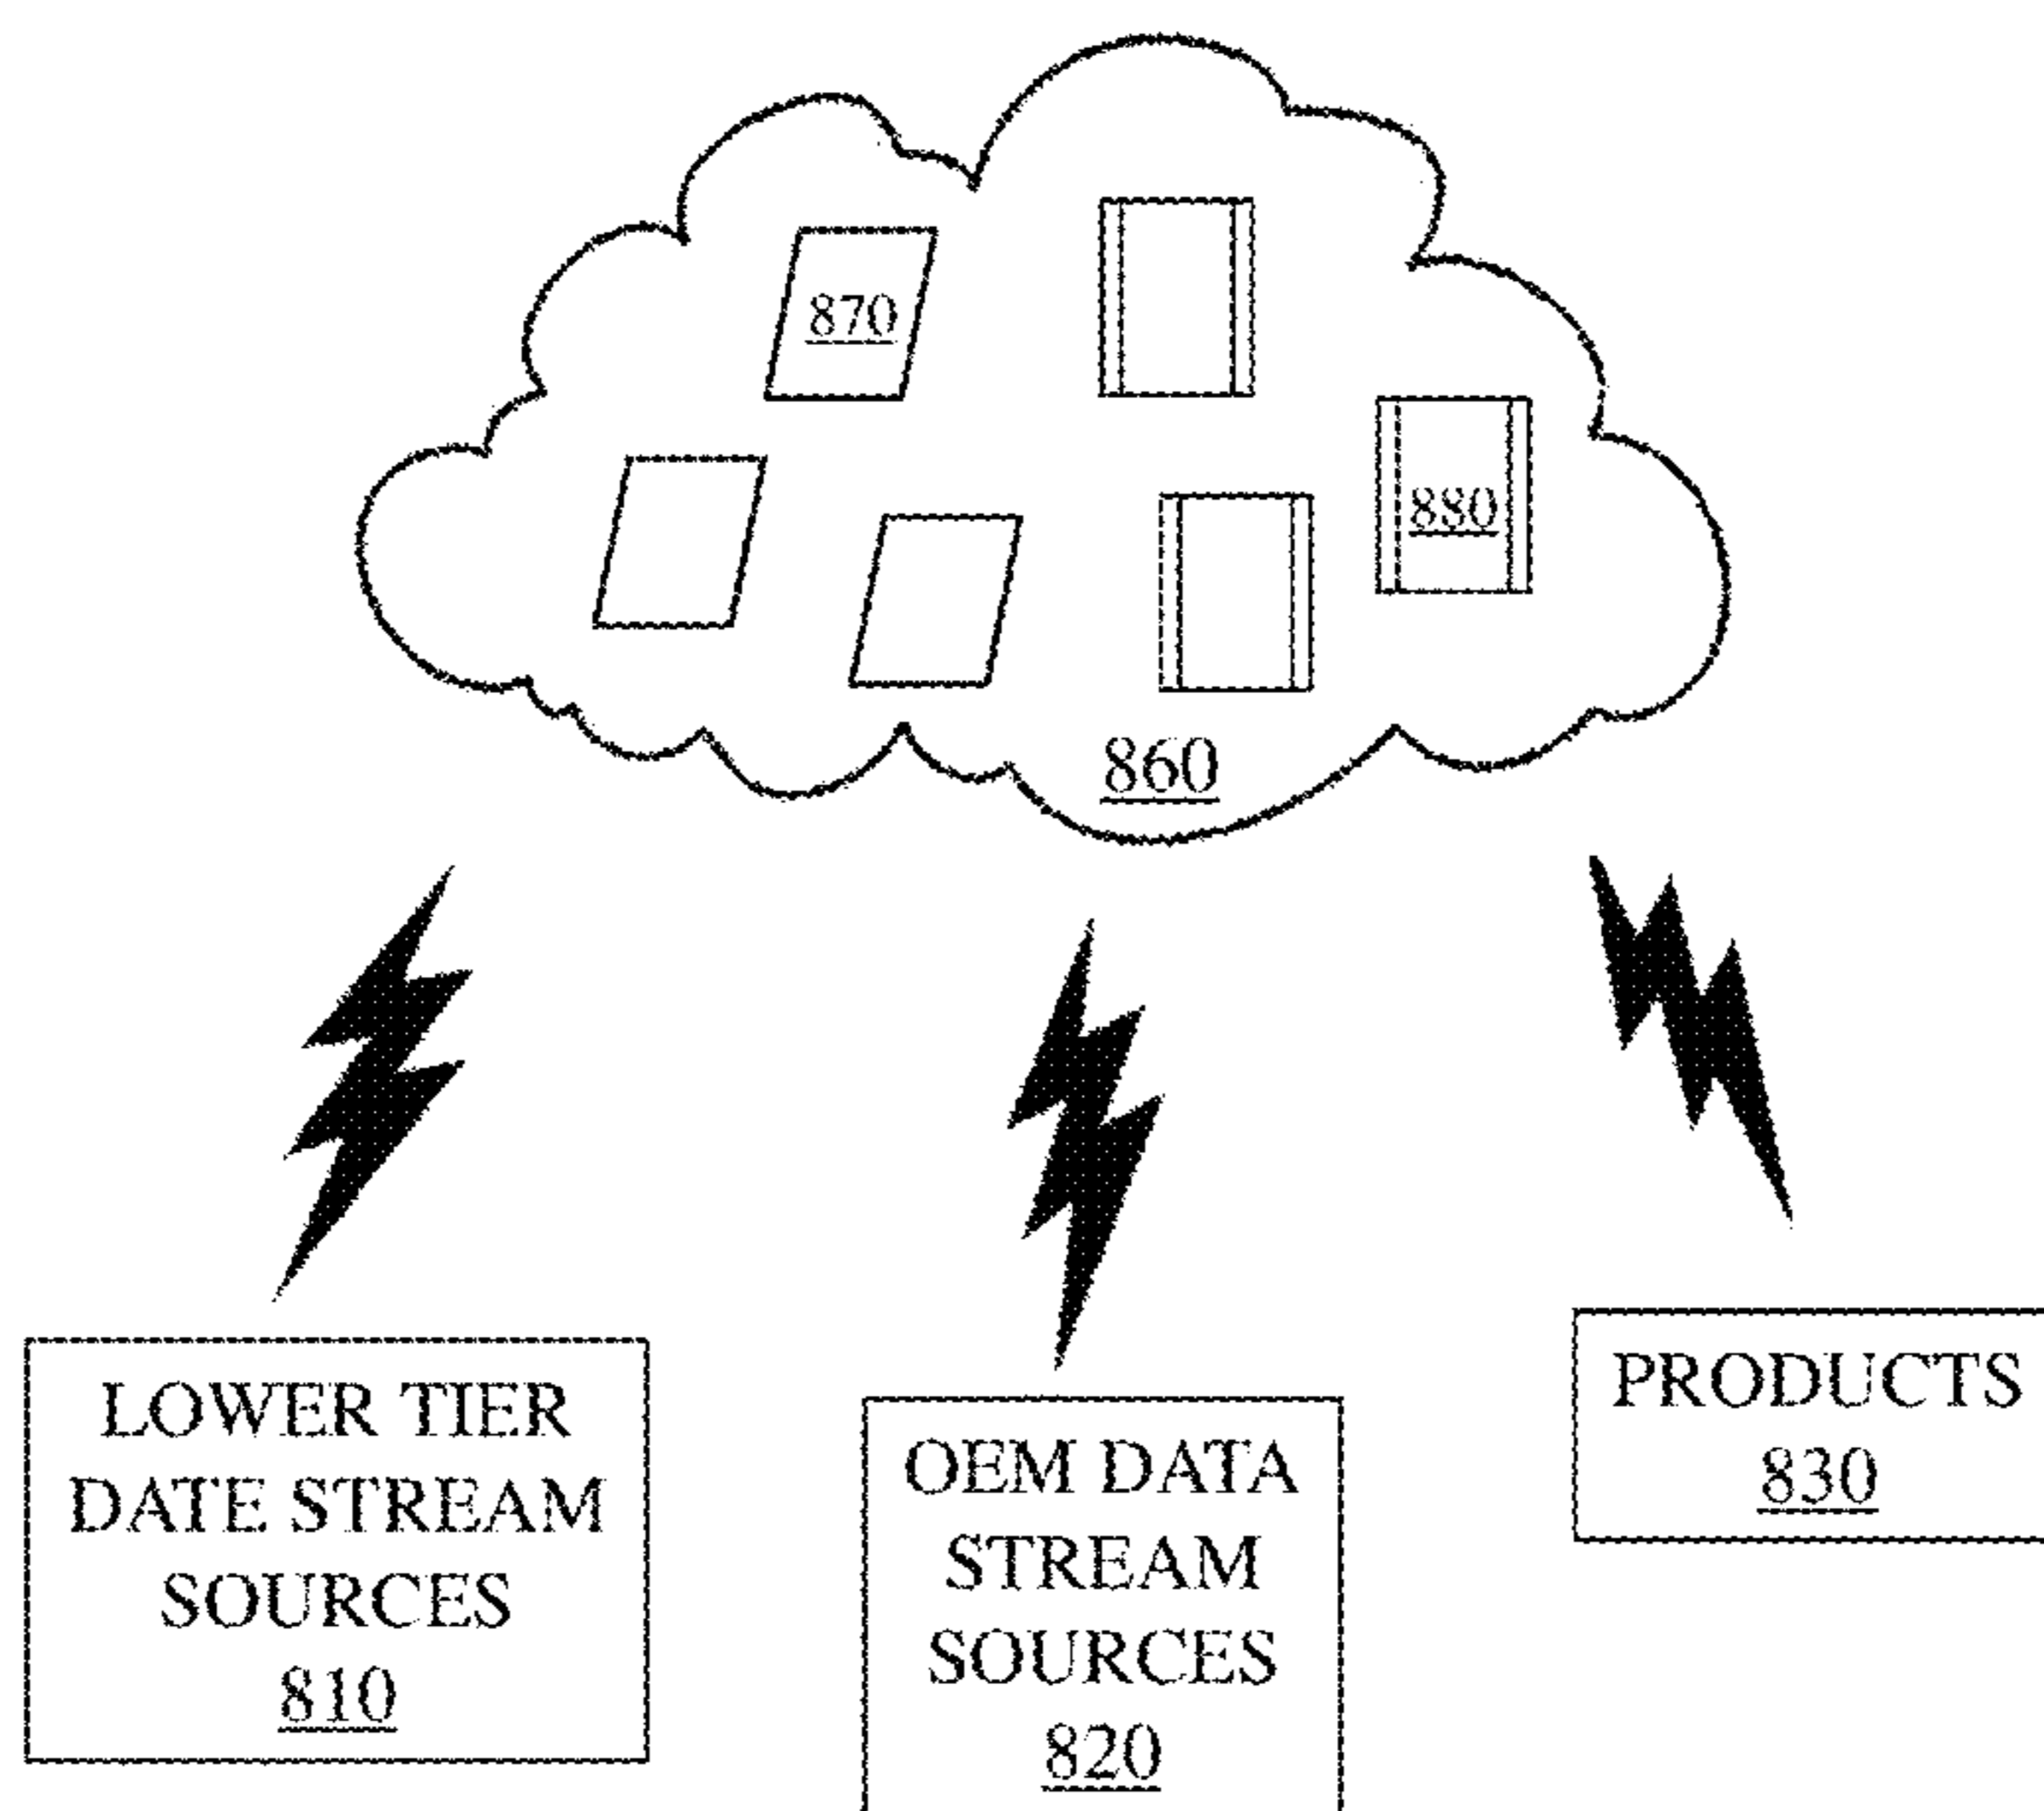 870
880
860
LOWER TIER
DATE STREAM
SOURCES
810
OEM DATA
STREAM
SOURCES
820
PRODUCTS
830